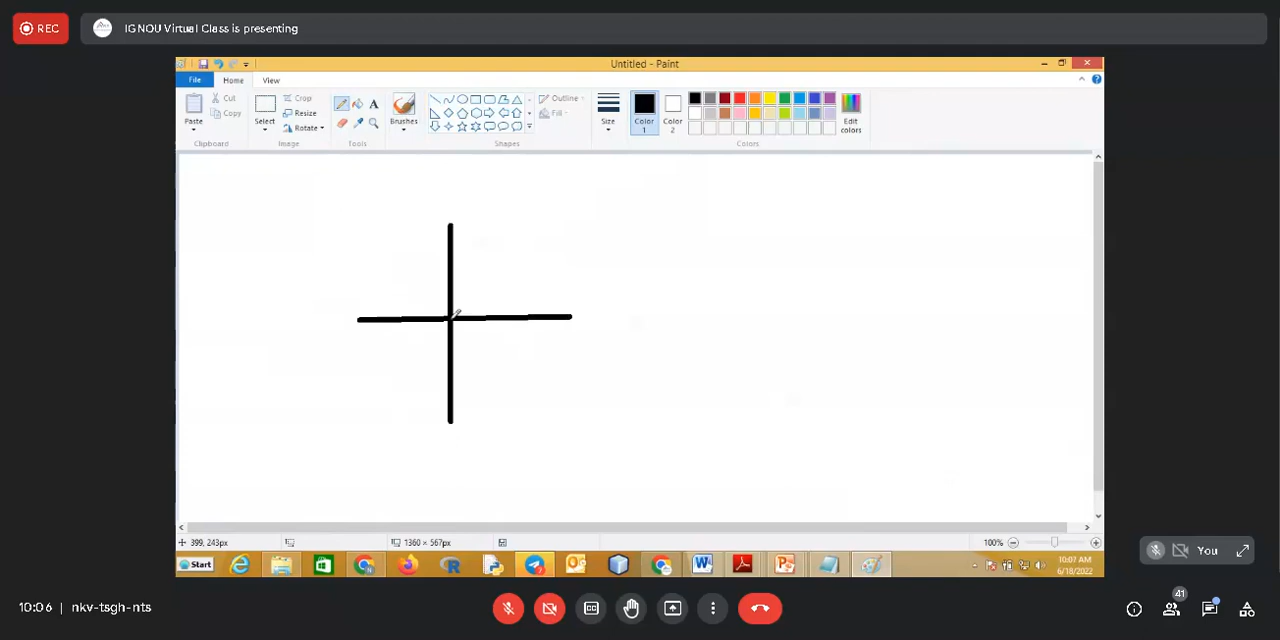 REC
IGNOU Virtual Class is presenting
Untitled - Paint
File Home View
Paste
Cut
Copy
Clipboard
Select
Crop
Resize
Rotate
Image
Tools
Brushes
Shapes
Outline
Fill
Size
Color 1
Color 2
Edit colors
Colors
399, 243px
1360 × 567px
100%
Start
10:07 AM
6/18/2022
You
10:06 | nkv-tsgh-nts
41